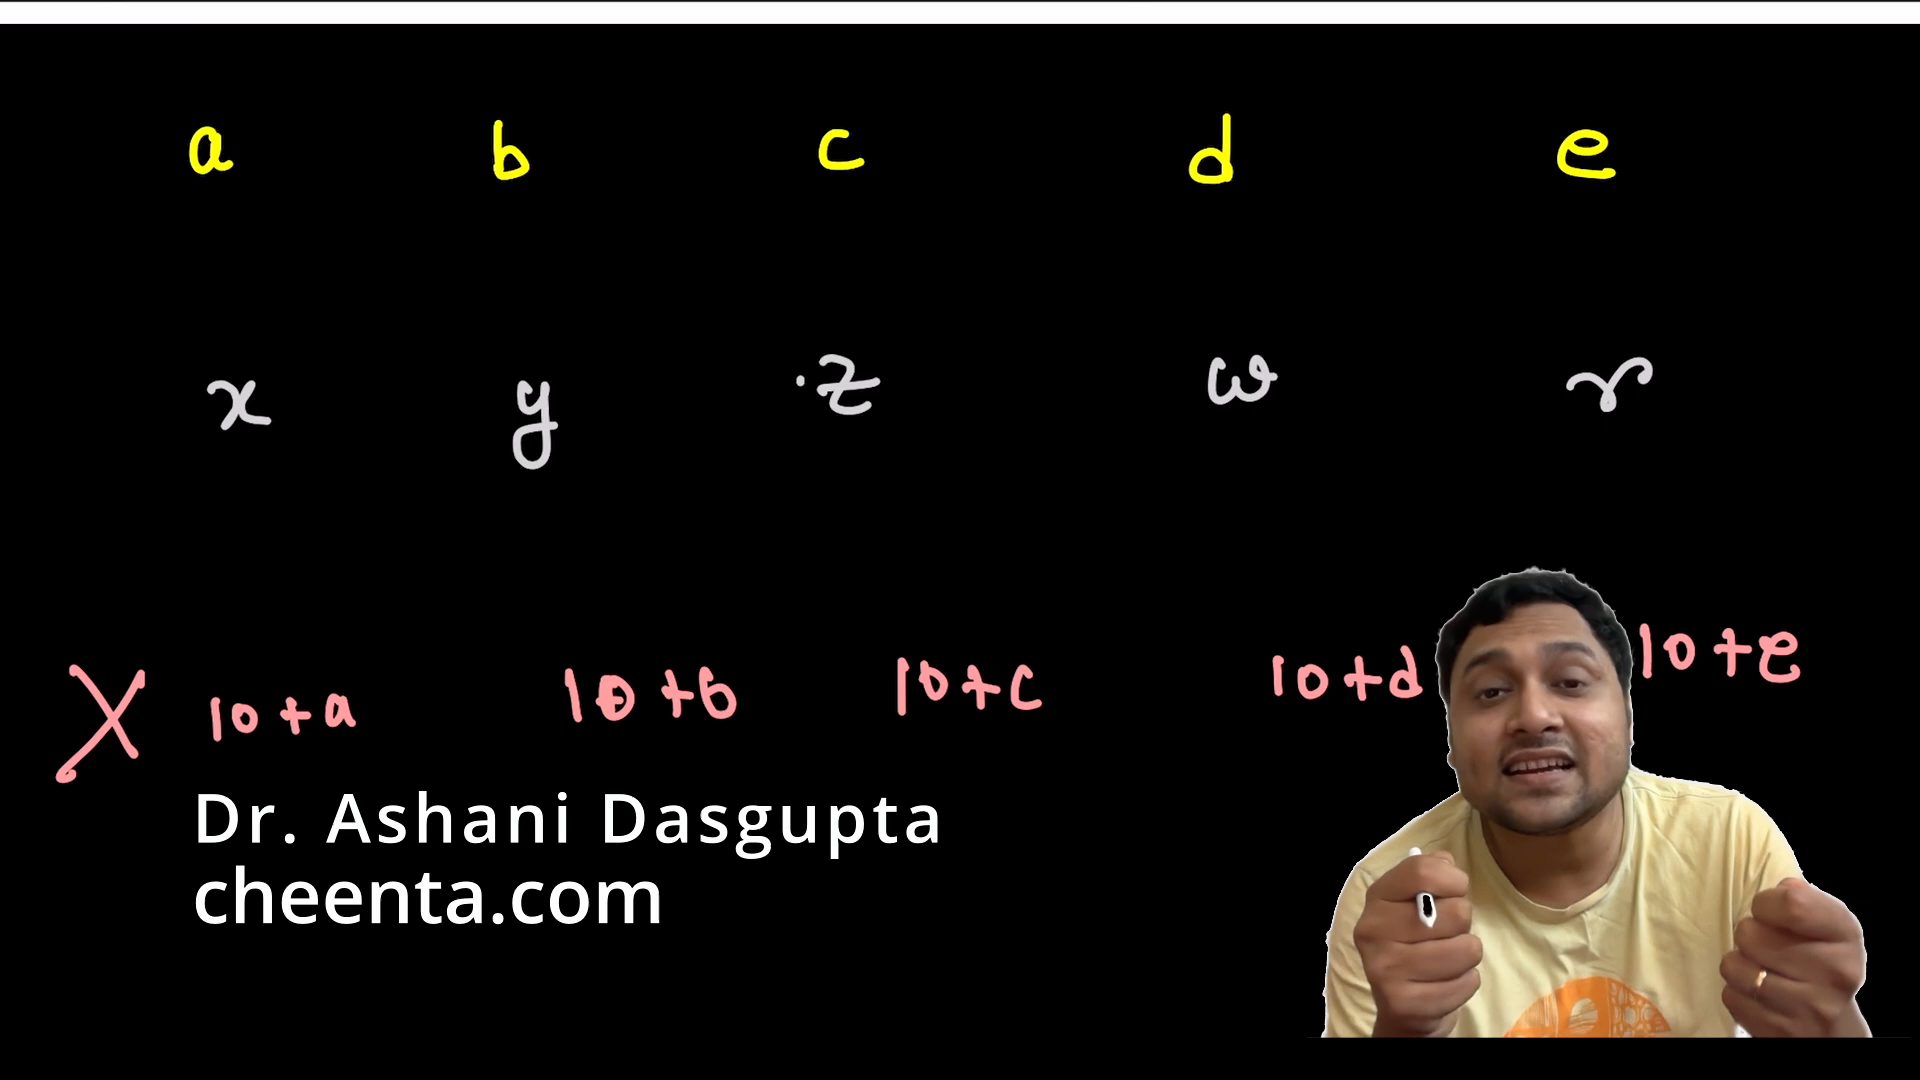 a b c d e
x y z w r
X 10+a 10+b 10+c 10+d 10+e
Dr. Ashani Dasgupta
cheenta.com